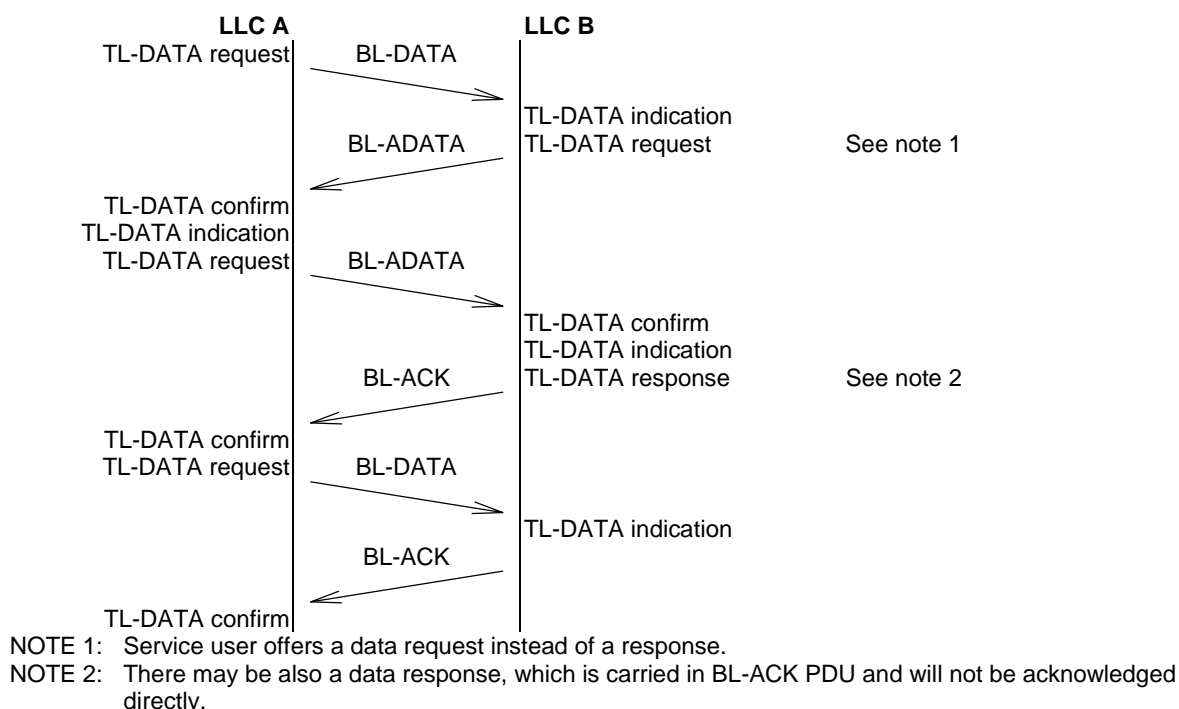 LLC A LLC B
TL-DATA request BL-DATA
TL-DATA indication
BL-ADATA TL-DATA request See note 1
TL-DATA confirm
TL-DATA indication
TL-DATA request BL-ADATA
TL-DATA confirm
TL-DATA indication
BL-ACK TL-DATA response See note 2
TL-DATA confirm
TL-DATA request BL-DATA
TL-DATA indication
BL-ACK
TL-DATA confirm
NOTE 1: Service user offers a data request instead of a response.
NOTE 2: There may be also a data response, which is carried in BL-ACK PDU and will not be acknowledged
directly.